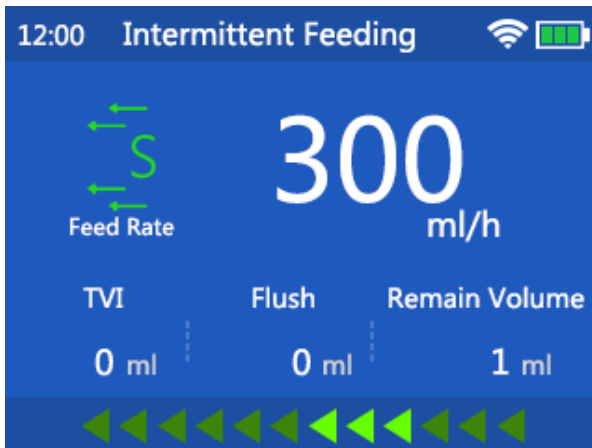 12:00 Intermittent Feeding
S
300
ml/h
Feed Rate
TVI Flush Remain Volume
0 ml 0 ml 1 ml